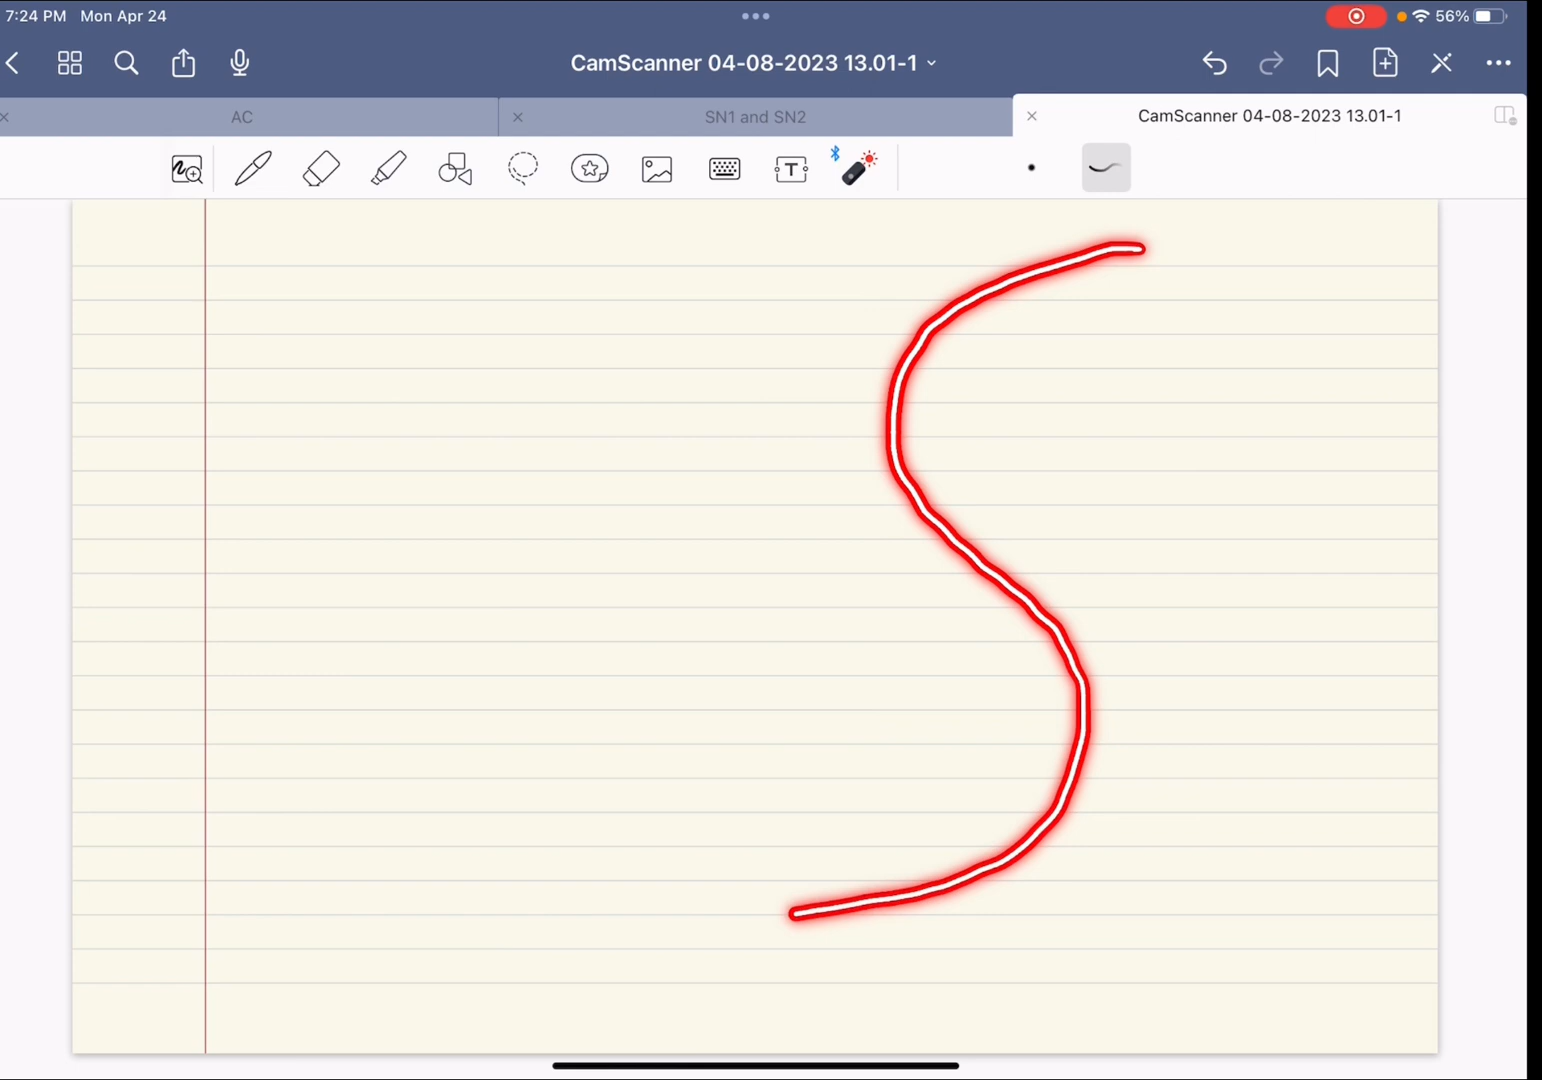 7:24 PM Mon Apr 24
56%
CamScanner 04-08-2023 13.01-1
AC
SN1 and SN2
CamScanner 04-08-2023 13.01-1
T
S